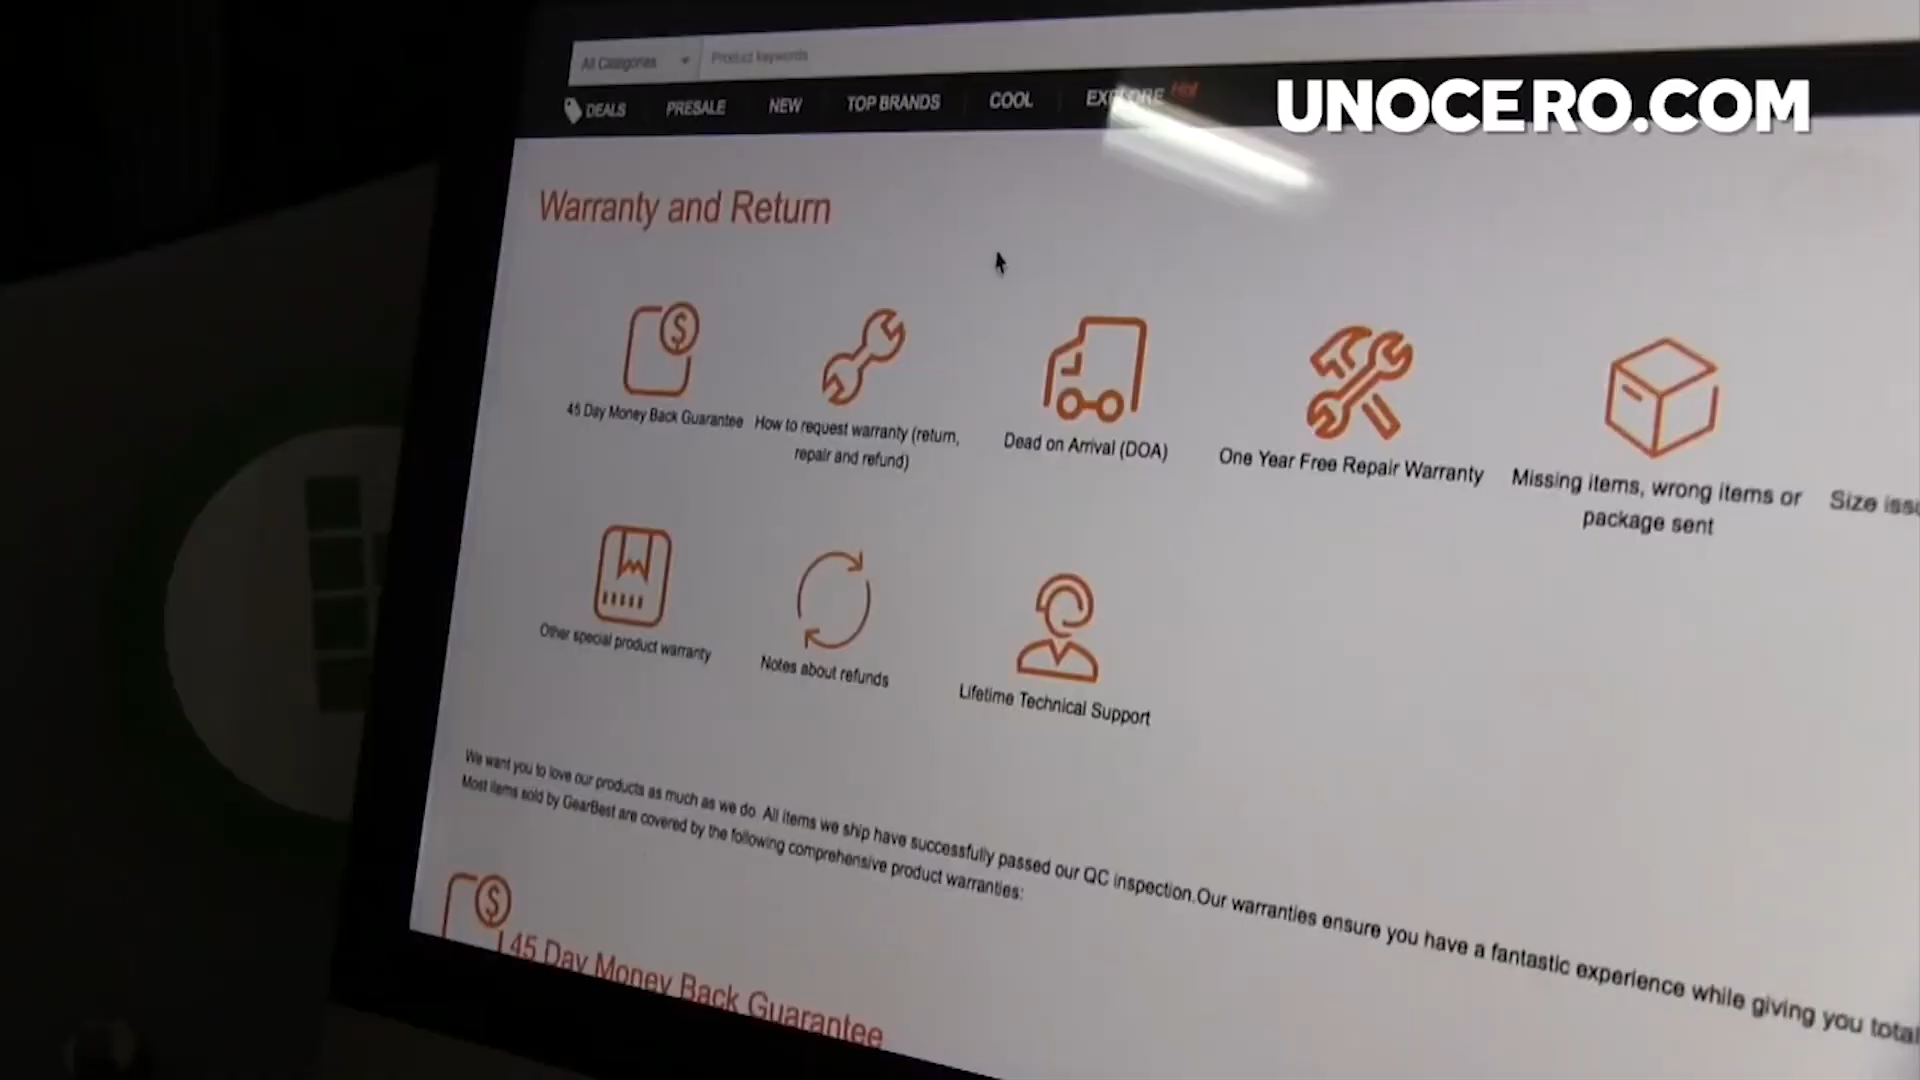 All Categories
Product keywords
UNOCERO.COM
DEALS
PRESALE
NEW
TOP BRANDS
COOL
EXPLORE
Hot
Warranty and Return
45 Day Money Back Guarantee
How to request warranty (return,
repair and refund)
Dead on Arrival (DOA)
One Year Free Repair Warranty
Missing items, wrong items or
package sent
Size
Other special product warranty
Notes about refunds
Lifetime Technical Support
We want you to love our products as much as we do. All items we ship have successfully passed our QC inspection.Our warranties ensure you have a fantastic experience while giving you total
Most items sold by GearBest are covered by the following comprehensive product warranties:
45 Day Money Back Guarantee